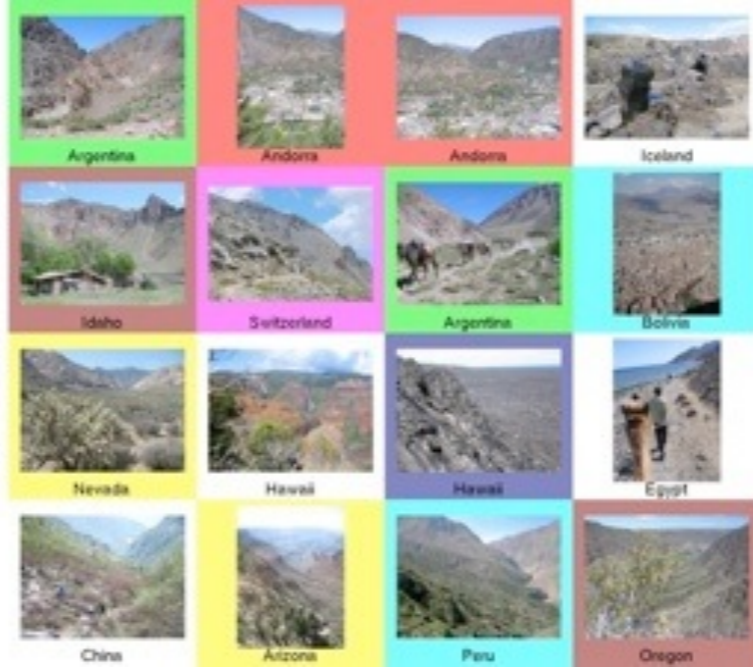 Argentina
Andorra
Andorra
Iceland
Idaho
Switzerland
Argentina
Bolivia
Nevada
Hawaii
Hawaii
Egypt
China
Arizona
Peru
Oregon